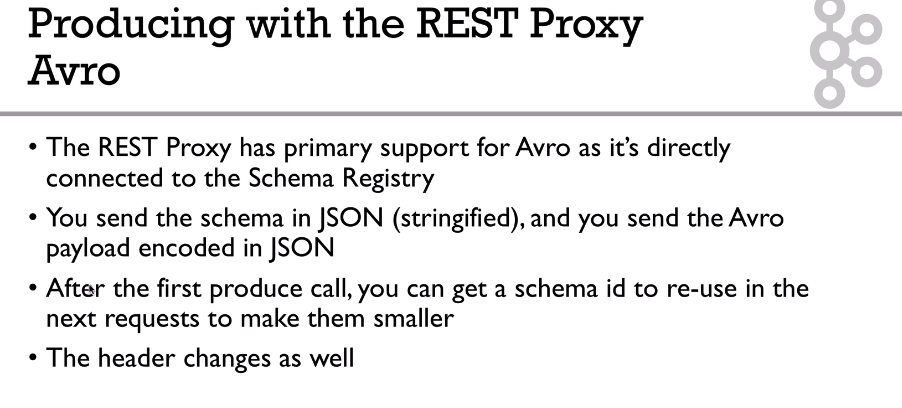 Producing with the REST Proxy
Avro
• The REST Proxy has primary support for Avro as it’s directly
connected to the Schema Registry
• You send the schema in JSON (stringified), and you send the Avro
payload encoded in JSON
• After the first produce call, you can get a schema id to re-use in the
next requests to make them smaller
• The header changes as well